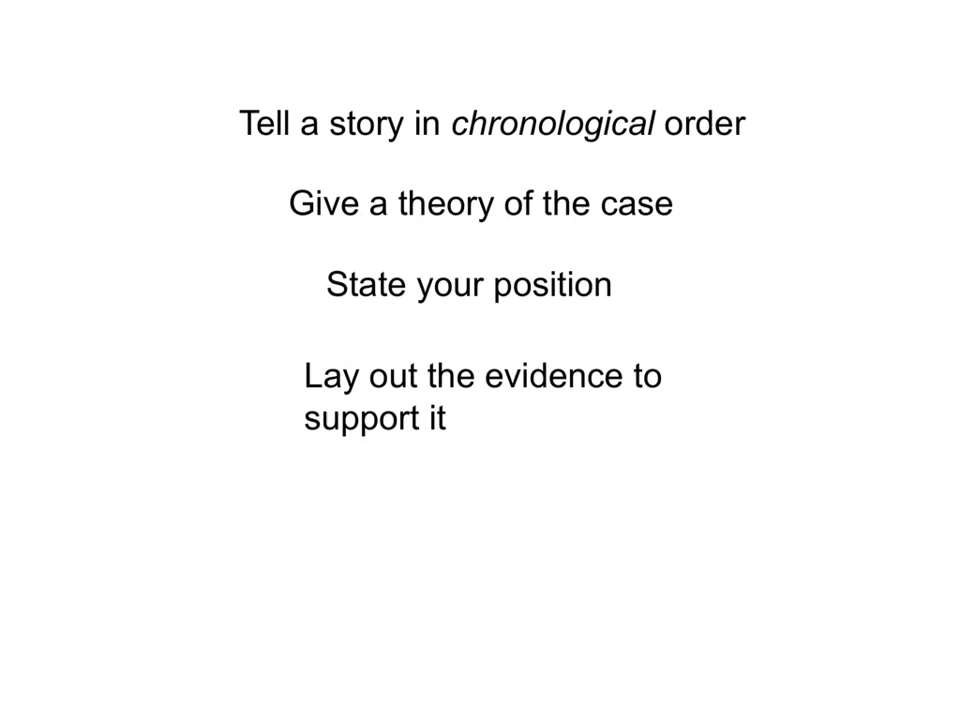 Tell a story in chronological order
Give a theory of the case
State your position
Lay out the evidence to
support it